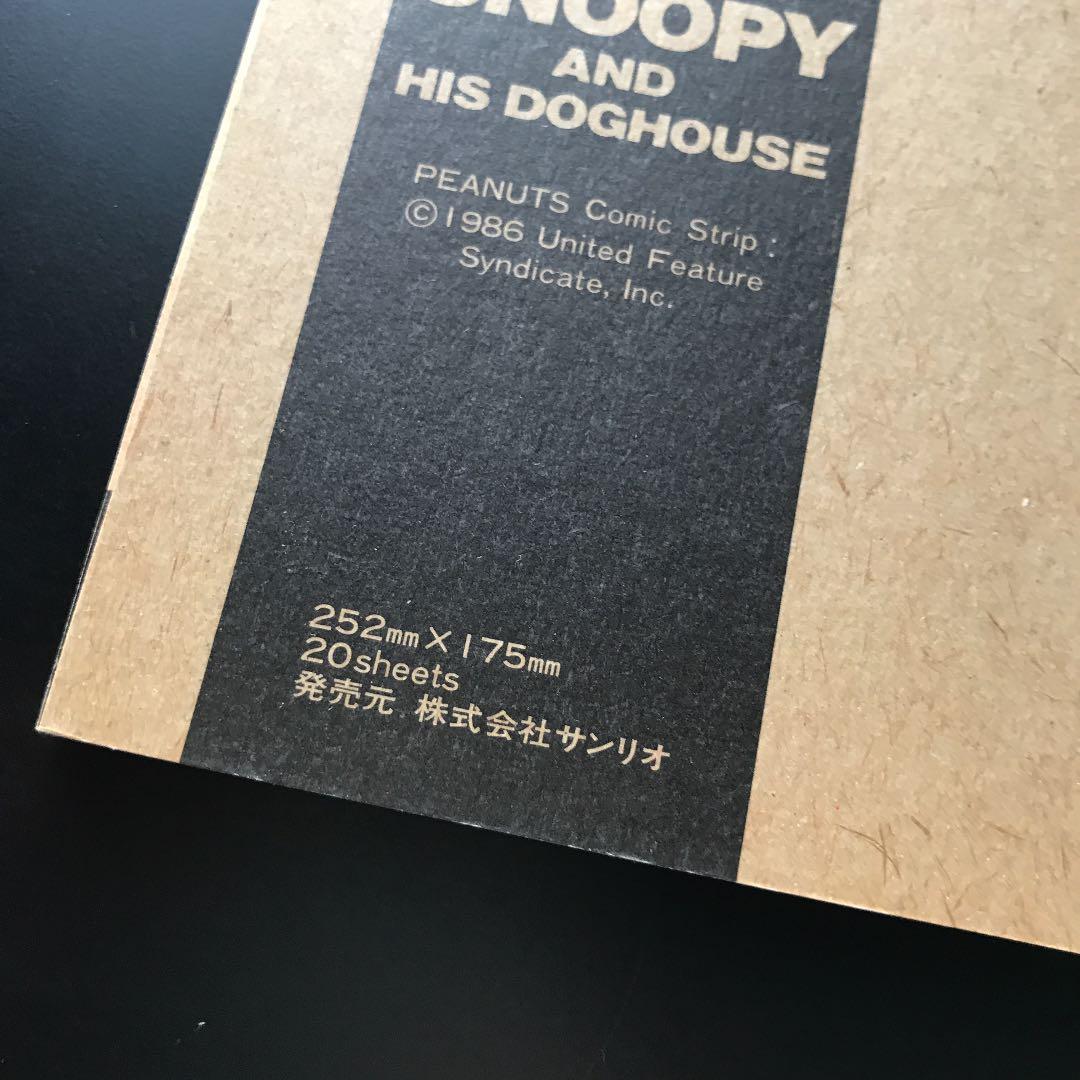 SNOOPY
AND
HIS DOGHOUSE
PEANUTS Comic Strip :
©1986 United Feature
Syndicate, Inc.
252mm×175mm
20sheets
発売元 株式会社サンリオ